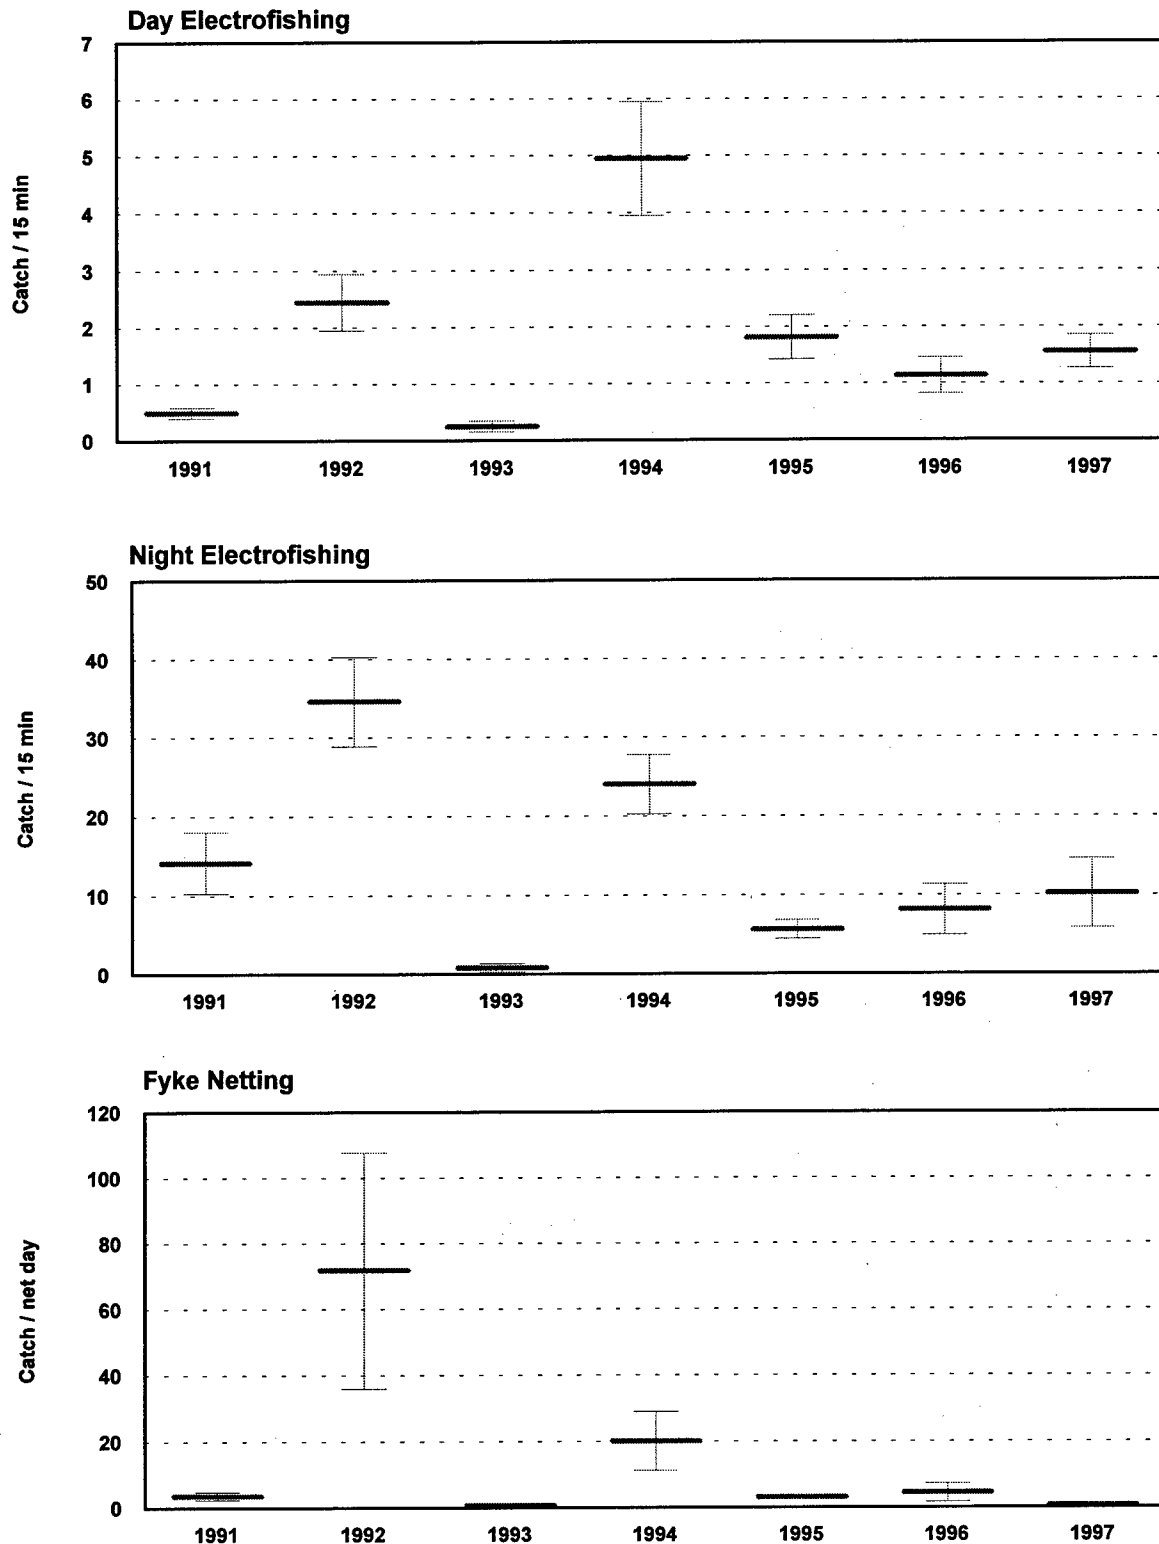 Day Electrofishing
7
6
5
4
3
2
1
0
Catch / 15 min
1991 1992 1993 1994 1995 1996 1997
Night Electrofishing
50
40
30
20
10
0
Catch / 15 min
1991 1992 1993 1994 1995 1996 1997
Fyke Netting
120
100
80
60
40
20
0
Catch / net day
1991 1992 1993 1994 1995 1996 1997